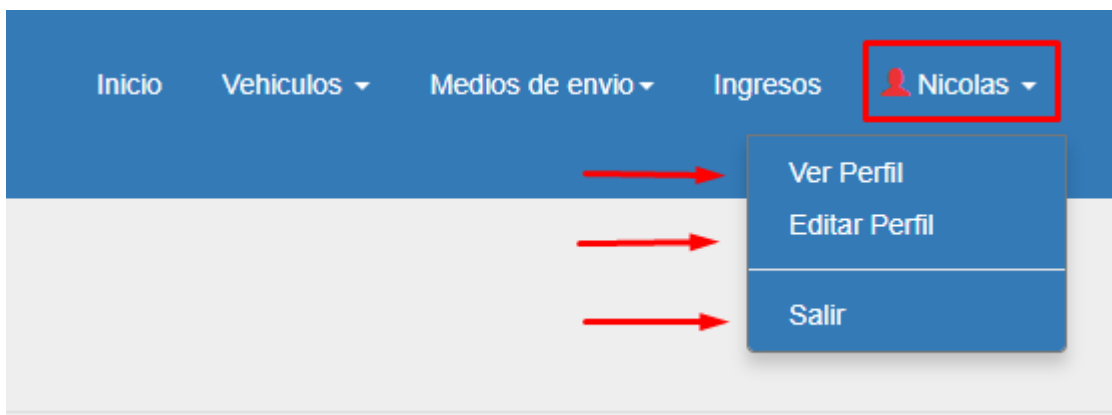 Inicio Vehiculos Medios de envio Ingresos Nicolas
Ver Perfil
Editar Perfil
Salir